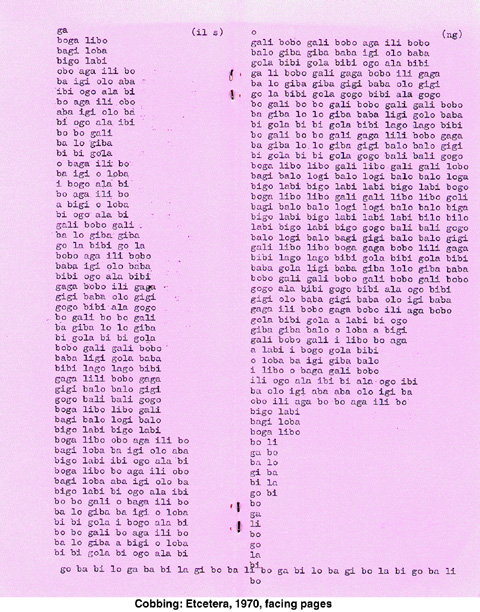 ga (il s)
boga libo
bagi loba
bigo labi
obo aga ili bo
ba igi olo aba
ibi ogo ala bi
bo aga ili obo
aba igi olo ba
bi ogo ala ibi
bo bo gali
ba lo giba
bi bi gola
o baga ili bo
ba igi o loba
i bogo ala bi
bo aga ili bo
a bigi o loba
bi ogo ala bi
gali bobo gali
ba lo giba giba
go la bibi go la
bobo aga ili bobo
baba igi olo baba
bibi ogo ala bibi
gaga bobo ili gaga
gigi baba olo gigi
gogo bibi ala gogo
bo gali bo bo gali
ba giba lo lo giba
bi gola bi bi gola
bobo gali gali bobo
baba ligi gola baba
bibi lago lago bibi
gaga lili bobo gaga
gigi balo balo gigi
gogo bali bali gogo
boga libo libo gali
bagi balo balo logi
bigo labi bigo labi
boga libo obo aga ili bo
bagi loba ba igi olo aba
bigo labi ibi ogo ala bi
boga libo bo aga ili obo
bagi loba aba igi olo ba
bigo labi bi ogo ala ibi
bo bo gali o baga ili bo
ba lo giba ba igi o loba
bi bi gola i bogo ala bi
bo bo gali bo aga ili bo
ba lo giba a bigi o loba
bi bi gola bi ogo ala bi
o (ng)
gali bobo gali bobo aga ili bobo
balo giba gali baba igi olo baba
gola bibi gola bibi ogo ala bibi
ga li bobo gali gaga bobo ili gaga
ba lo giba giba gigi baba olo gigi
go la bibi gola gogo bibi ala gogo
bo gali bo bo gali bobo gali gali bobo
ba giba lo lo giba baba ligi golo baba
bi gola bi bi gola bibi lago lago bibi
bo gali bo bo gali gaga lili bobo gaga
ba giba lo lo giba gigi balo balo gigi
bi gola bi bi gola gogo bali bali gogo
boga libo libo gali libo gali gali lobo
bagi balo logi balo logi balo balo loga
bigo labi bigo labi labi bigo labi bogo
boga libo libo gali gali libo libo goli
bagi balo balo logi logi balo balo biga
bigo labi bigo labi labi labi bilo bilo
bigo labi labi bigo gogo bali bali gogo
balo logi balo bagi gigi balo balo gigi
gali libo libo boga gaga bobo lili gaga
bibi lago lago bibi gola bibi gola bibi
baba gola ligi baba giba lolo giba baba
bobo gali gali bobo gali bobo gali bobo
gogo ala bibi gogo bibi ala ogo bibi
gigi olo baba gigi baba olo igi baba
gaga ili bobo gaga bobo ili aga bobo
gola bibi gola a labi bi ogo
giba giba balo o loba a bigi
gali bobo gali i libo bo aga
a labi i bogo gola bibi
o loba ba igi giba balo
i libo o baga gali bobo
ili ogo ala ibi bi ala ogo ibi
ba olo igi aba aba olo igi ba
obo ili aga bo bo aga ili bo
bigo labi
bagi loba
boga libo
bo li
ga bo
ba lo
gi ba
bi la
go bi
bo
ga
li
bo
go
la
bi
go ba bi lo ga ba bi la gi bo ba li bo ga bi lo ba gi bo la bi go ba li
bo
Cobbing: Etcetera, 1970, facing pages